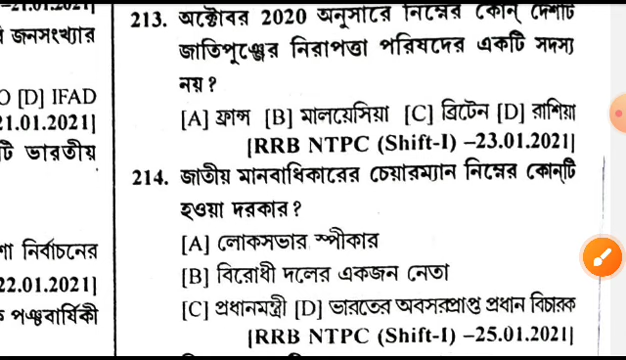 জনসংখ্যার
O [D] IFAD
21.01.2021]
টি ভারতীয়
নির্বাচনের
22.01.2021]
পঞ্চবার্ষিকী
213. অক্টোবর 2020 অনুসারে নিম্নের কোন্ দেশটি
জাতিপুঞ্জের নিরাপত্তা পরিষদের একটি সদস্য
নয় ?
[A] ফ্রান্স [B] মালয়েসিয়া [C] ব্রিটেন [D] রাশিয়া
[RRB NTPC (Shift-I) –23.01.2021]
214. জাতীয় মানবাধিকারের চেয়ারম্যান নিম্নের কোন্‌টি
হওয়া দরকার ?
[A] লোকসভার স্পীকার
[B] বিরোধী দলের একজন নেতা
[C] প্রধানমন্ত্রী [D] ভারতের অবসরপ্রাপ্ত প্রধান বিচারক
[RRB NTPC (Shift-I) –25.01.2021]